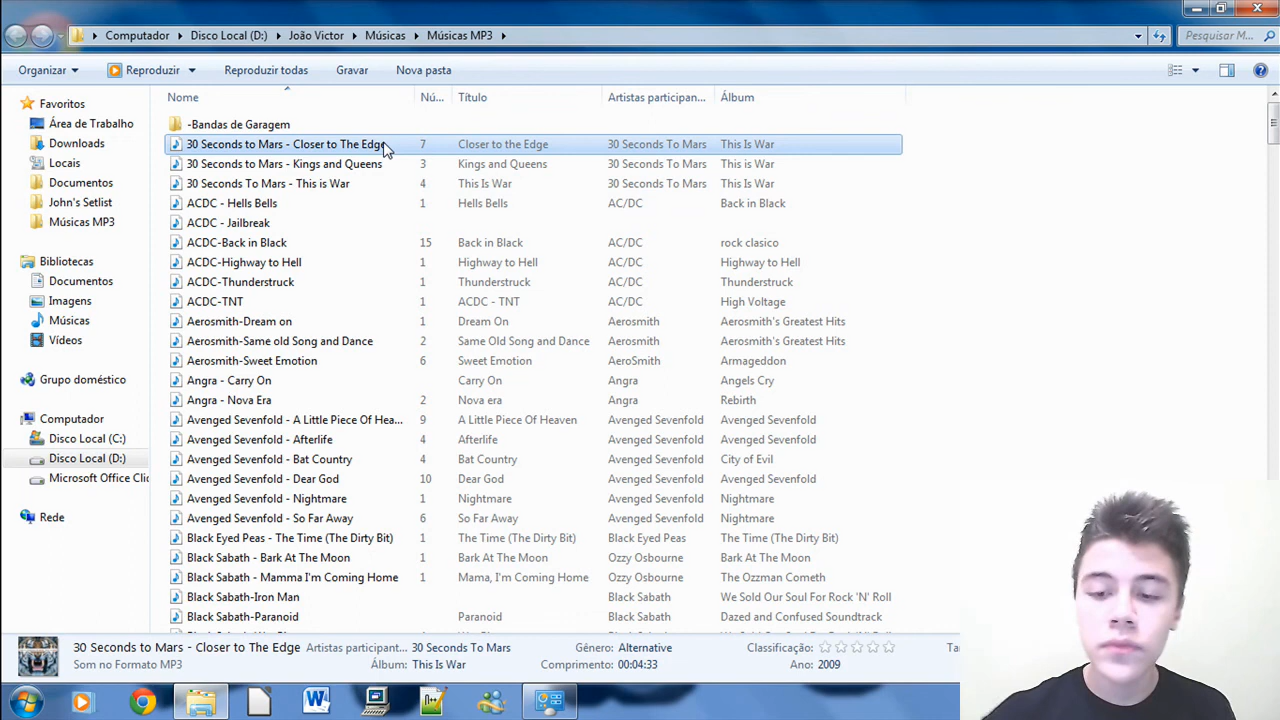 Computador Disco Local (D:) João Victor Músicas Músicas MP3 Pesquisar M...
Organizar Reproduzir Reproduzir todas Gravar Nova pasta
Nome Nú... Título Artistas participan... Álbum
Favoritos
Área de Trabalho
Downloads
Locais
Documentos
John's Setlist
Músicas MP3
Bibliotecas
Documentos
Imagens
Músicas
Vídeos
Grupo doméstico
Computador
Disco Local (C:)
Disco Local (D:)
Microsoft Office Clic
Rede
-Bandas de Garagem
30 Seconds to Mars - Closer to The Edge 7 Closer to the Edge 30 Seconds To Mars This Is War
30 Seconds to Mars - Kings and Queens 3 Kings and Queens 30 Seconds To Mars This Is War
30 Seconds To Mars - This is War 4 This Is War 30 Seconds To Mars This Is War
ACDC - Hells Bells 1 Hells Bells AC/DC Back in Black
ACDC - Jailbreak
ACDC-Back in Black 15 Back in Black AC/DC rock clasico
ACDC-Highway to Hell 1 Highway to Hell AC/DC Highway to Hell
ACDC-Thunderstruck 1 Thunderstruck AC/DC Thunderstruck
ACDC-TNT 1 ACDC - TNT AC/DC High Voltage
Aerosmith-Dream on 1 Dream On Aerosmith Aerosmith's Greatest Hits
Aerosmith-Same old Song and Dance 2 Same Old Song and Dance Aerosmith Aerosmith's Greatest Hits
Aerosmith-Sweet Emotion 6 Sweet Emotion AeroSmith Armageddon
Angra - Carry On Carry On Angra Angels Cry
Angra - Nova Era 2 Nova era Angra Rebirth
Avenged Sevenfold - A Little Piece Of Hea... 9 A Little Piece Of Heaven Avenged Sevenfold Avenged Sevenfold
Avenged Sevenfold - Afterlife 4 Afterlife Avenged Sevenfold Avenged Sevenfold
Avenged Sevenfold - Bat Country 4 Bat Country Avenged Sevenfold City of Evil
Avenged Sevenfold - Dear God 10 Dear God Avenged Sevenfold Avenged Sevenfold
Avenged Sevenfold - Nightmare 1 Nightmare Avenged Sevenfold Nightmare
Avenged Sevenfold - So Far Away 6 So Far Away Avenged Sevenfold Nightmare
Black Eyed Peas - The Time (The Dirty Bit) 1 The Time (The Dirty Bit) Black Eyed Peas The Time (The Dirty Bit)
Black Sabath - Bark At The Moon 1 Bark At The Moon Ozzy Osbourne Bark At The Moon
Black Sabath - Mamma I'm Coming Home 1 Mama, I'm Coming Home Ozzy Osbourne The Ozzman Cometh
Black Sabath-Iron Man Black Sabath We Sold Our Soul For Rock 'N' Roll
Black Sabath-Paranoid Paranoid Black Sabath Dazed and Confused Soundtrack
30 Seconds to Mars - Closer to The Edge Artistas participant... 30 Seconds To Mars Gênero: Alternative Classificação: Ta
Som no Formato MP3 Álbum: This Is War Comprimento: 00:04:33 Ano: 2009